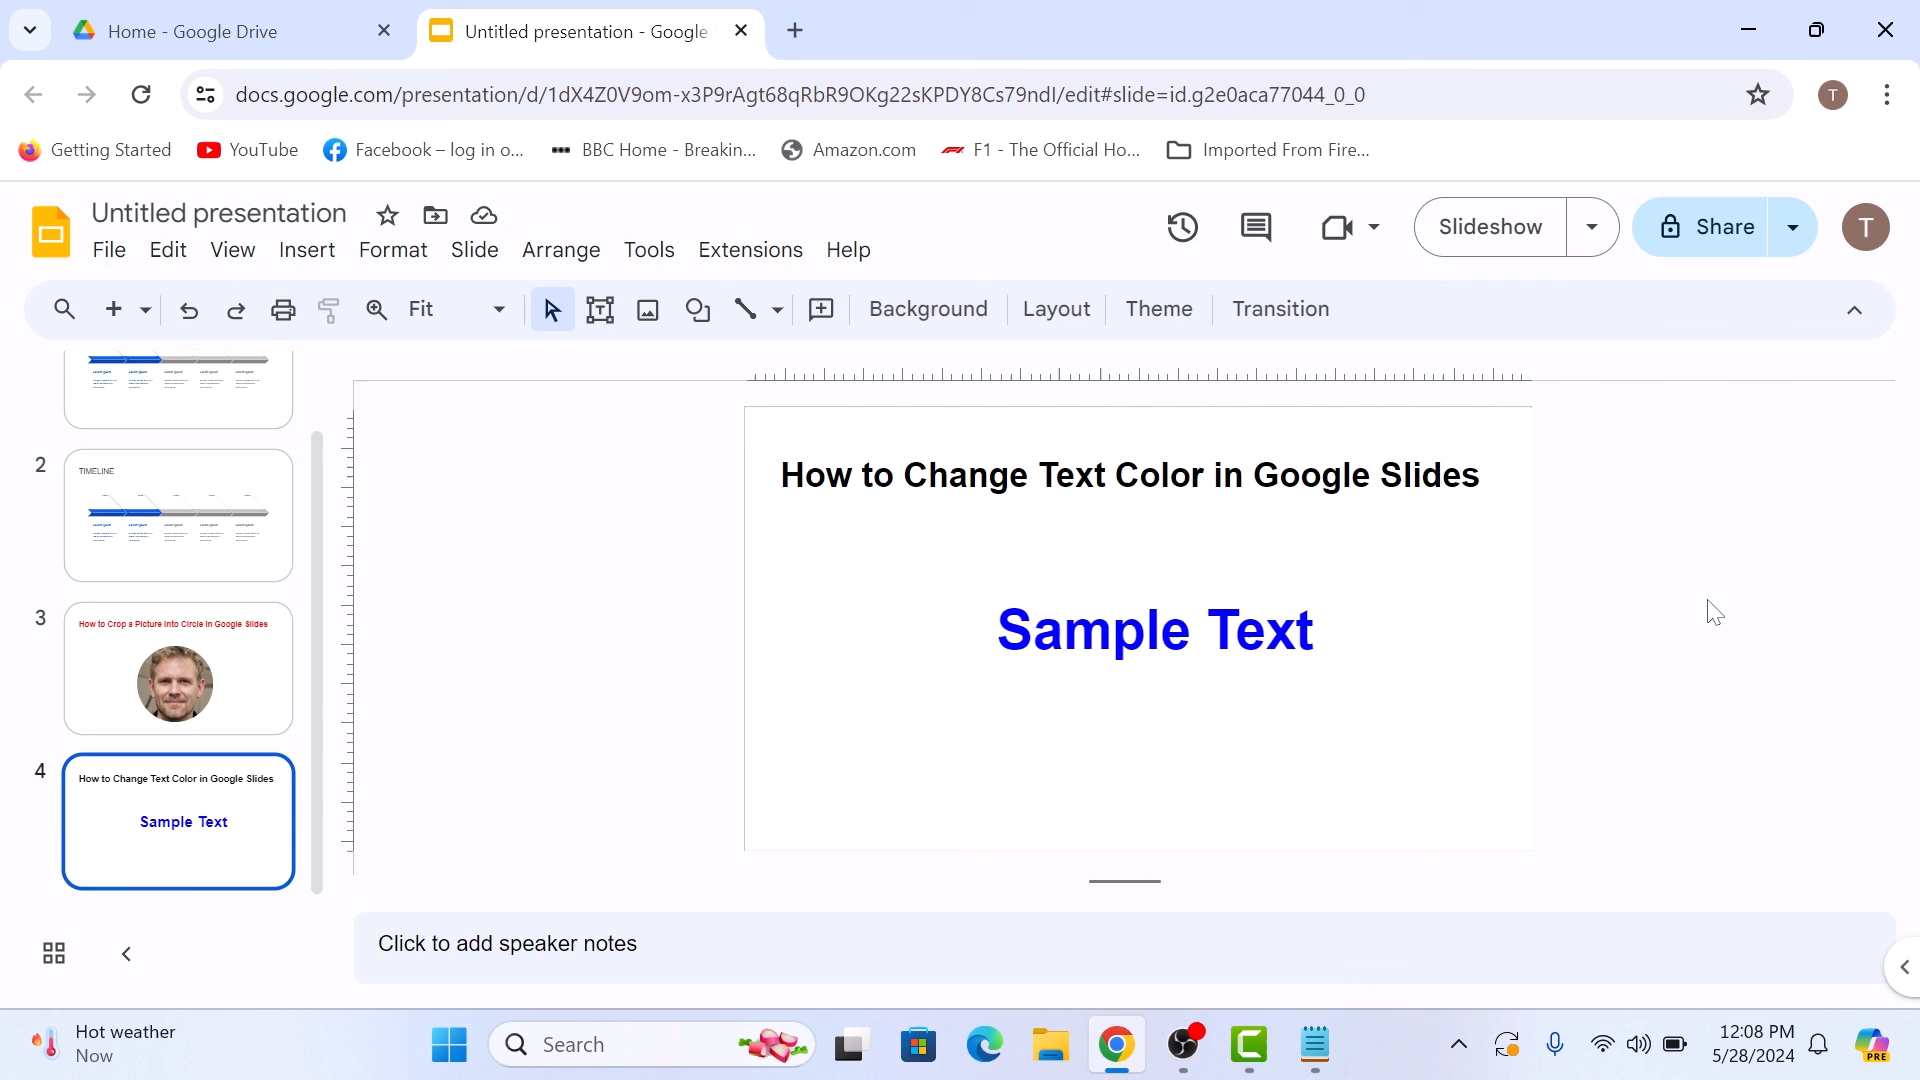 Home - Google Drive
Untitled presentation - Google
docs.google.com/presentation/d/1dX4Z0V9om-x3P9rAgt68qRbR9OKg22sKPDY8Cs79ndI/edit#slide=id.g2e0aca77044_0_0
T
Getting Started
YouTube
Facebook – log in o...
BBC Home - Breakin...
Amazon.com
F1 - The Official Ho...
Imported From Fire...
Untitled presentation
File Edit View Insert Format Slide Arrange Tools Extensions Help
Slideshow
Share
T
Fit
Background
Layout
Theme
Transition
2
TIMELINE
3
How to Crop a Picture into Circle in Google Slides
4
How to Change Text Color in Google Slides
Sample Text
How to Change Text Color in Google Slides
Sample Text
Click to add speaker notes
Hot weather
Now
Search
12:08 PM
5/28/2024
PRE